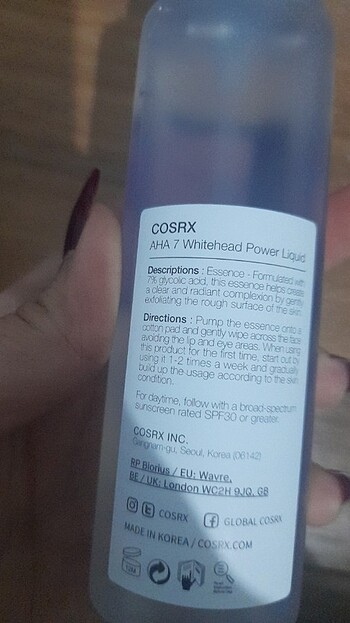 COSRX
AHA 7 Whitehead Power Liquid
Descriptions : Essence - Formulated with
7% glycolic acid, this essence helps create
a clear and radiant complexion by gently
exfoliating the rough surface of the skin.
Directions : Pump the essence onto a
cotton pad and gently wipe across the face
avoiding the lip and eye areas. When using
this product for the first time, start out by
using it 1-2 times a week and gradually
build up the usage according to the skin
condition.
For daytime, follow with a broad-spectrum
sunscreen rated SPF30 or greater.
COSRX INC.
Gangnam-gu, Seoul, Korea (06142)
RP Biorius / EU: Wavre,
BE / UK: London WC2H 9JQ, GB
COSRX GLOBAL COSRX
MADE IN KOREA / COSRX.COM
12M